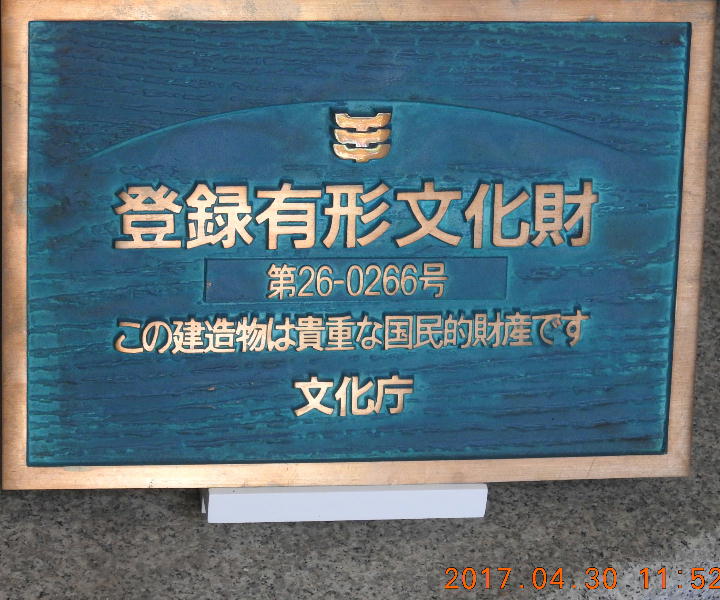 登録有形文化財
第26-0266号
この建造物は貴重な国民的財産です
文化庁
2017.04.30 11:52